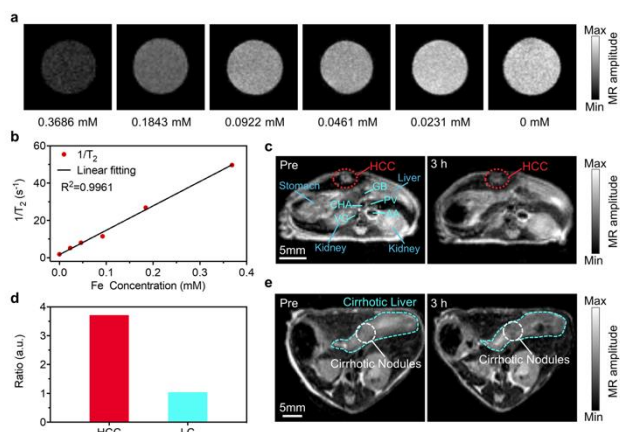 a
0.3686 mM
0.1843 mM
0.0922 mM
0.0461 mM
0.0231 mM
0 mM
Max
MR amplitude
Min
b
60
40
20
0
1/T2 (s-1)
1/T2
Linear fitting
R2=0.9961
0.0
0.1
0.2
0.3
0.4
Fe Concentration (mM)
c
Pre
HCC
Stomach
GB
Liver
CHA
PV
Kidney
Kidney
5mm
3 h
HCC
Max
MR amplitude
Min
d
4
3
2
1
0
Ratio (a.u.)
HCC
LC
e
Pre
Cirrhotic Liver
Cirrhotic Nodules
5mm
3 h
Cirrhotic Nodules